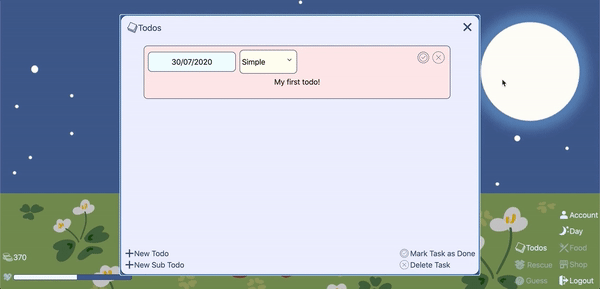 Todos
30/07/2020
Simple
My first todo!
New Todo
New Sub Todo
Mark Task as Done
Delete Task
370
Account
Day
Todos
Food
Rescue
Shop
Guess
Logout